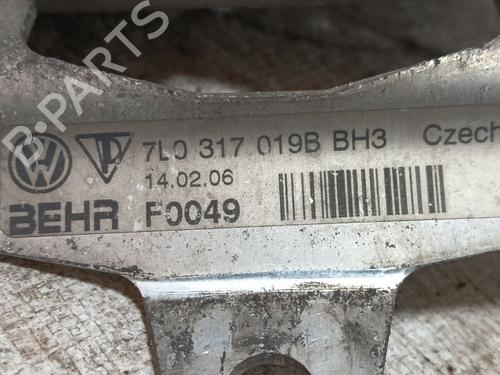 7L0 317 019B BH3 Czech
14.02.06
BEHR F0049
B-PARTS